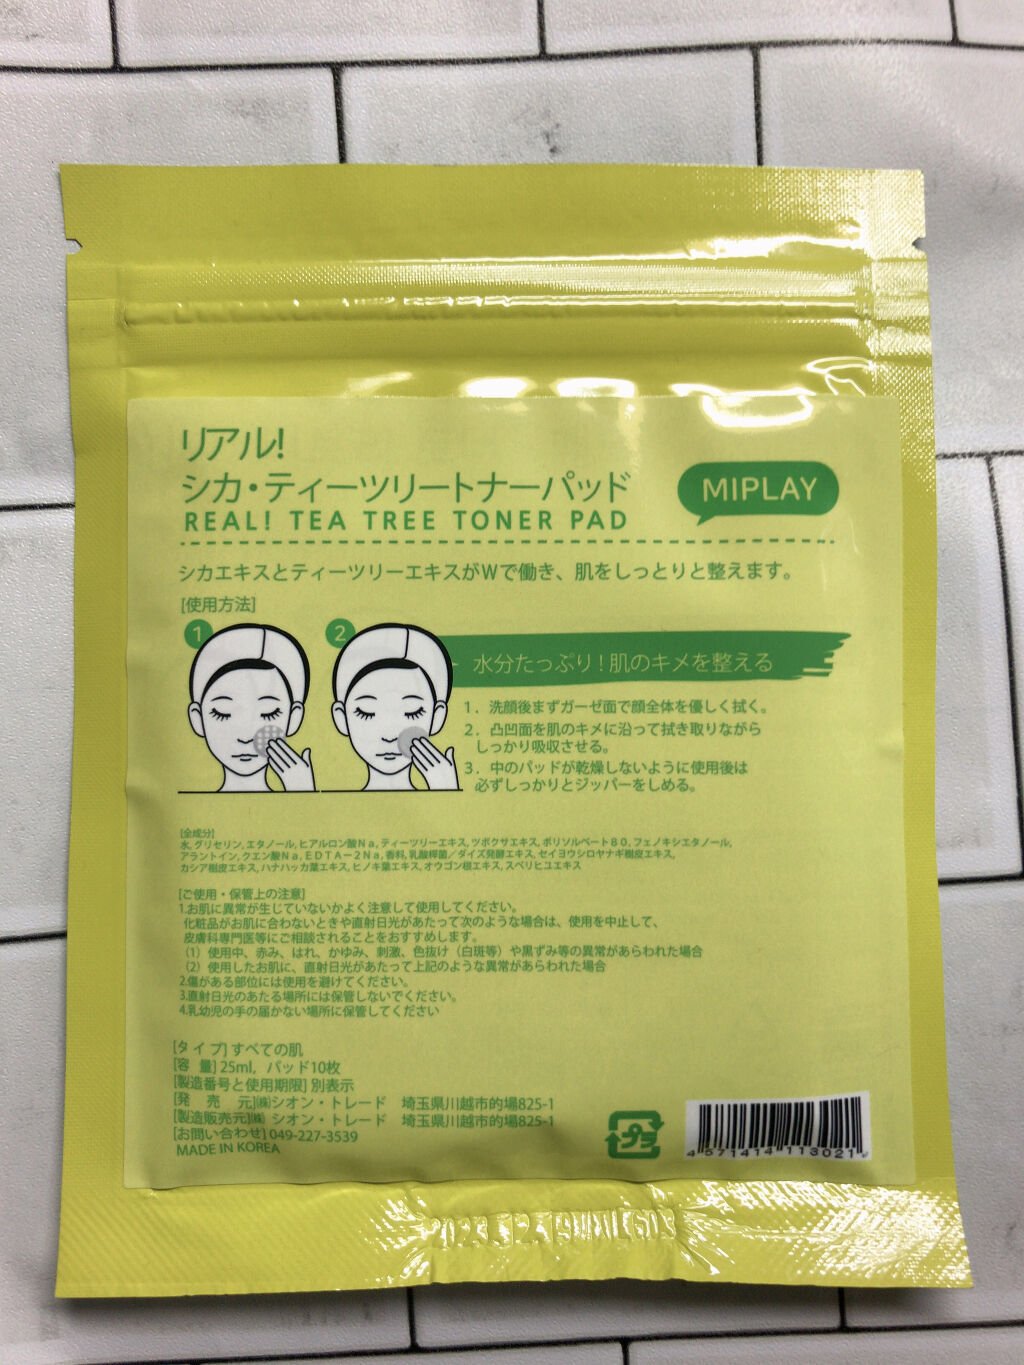 リアル!
シカ・ティーツリートナーパッド
REAL! TEA TREE TONER PAD
MIPLAY
シカエキスとティーツリーエキスがWで働き、肌をしっとりと整えます。
[使用方法]
1
2
水分たっぷり!肌のキメを整える
1. 洗顔後まずガーゼ面で顔全体を優しく拭く。
2. 凸凹面を肌のキメに沿って拭き取りながら
しっかり吸収させる。
3. 中のパッドが乾燥しないように使用後は
必ずしっかりとジッパーをしめる。
[全成分]
水, グリセリン, エタノール, ヒアルロン酸Na, ティーツリーエキス, ツボクサエキス, ポリソルベート80, フェノキシエタノール,
アラントイン, クエン酸Na, EDTA-2Na, 香料, 乳酸桿菌/ダイズ発酵エキス, セイヨウシロヤナギ樹皮エキス,
カシア樹皮エキス, ハナハッカ葉エキス, ヒノキ葉エキス, オウゴン根エキス, スベリヒユエキス
[ご使用・保管上の注意]
1.お肌に異常が生じていないかよく注意して使用してください。
化粧品がお肌に合わないときや直射日光があたって次のような場合は、使用を中止して、
皮膚科専門医等にご相談されることをおすすめします。
(1) 使用中、赤み、はれ、かゆみ、刺激、色抜け(白斑等)や黒ずみ等の異常があらわれた場合
(2) 使用したお肌に、直射日光があたって上記のような異常があらわれた場合
2.傷がある部位には使用を避けてください。
3.直射日光のあたる場所には保管しないでください。
4.乳幼児の手の届かない場所に保管してください
[タイプ] すべての肌
[容 量] 25ml, パッド10枚
[製造番号と使用期限] 別表示
[発 売 元]㈱シオン・トレード 埼玉県川越市的場825-1
[製造販売元]㈱ シオン・トレード 埼玉県川越市的場825-1
[お問い合わせ] 049-227-3539
MADE IN KOREA
プラ
4 571414 113021
2023.12.19